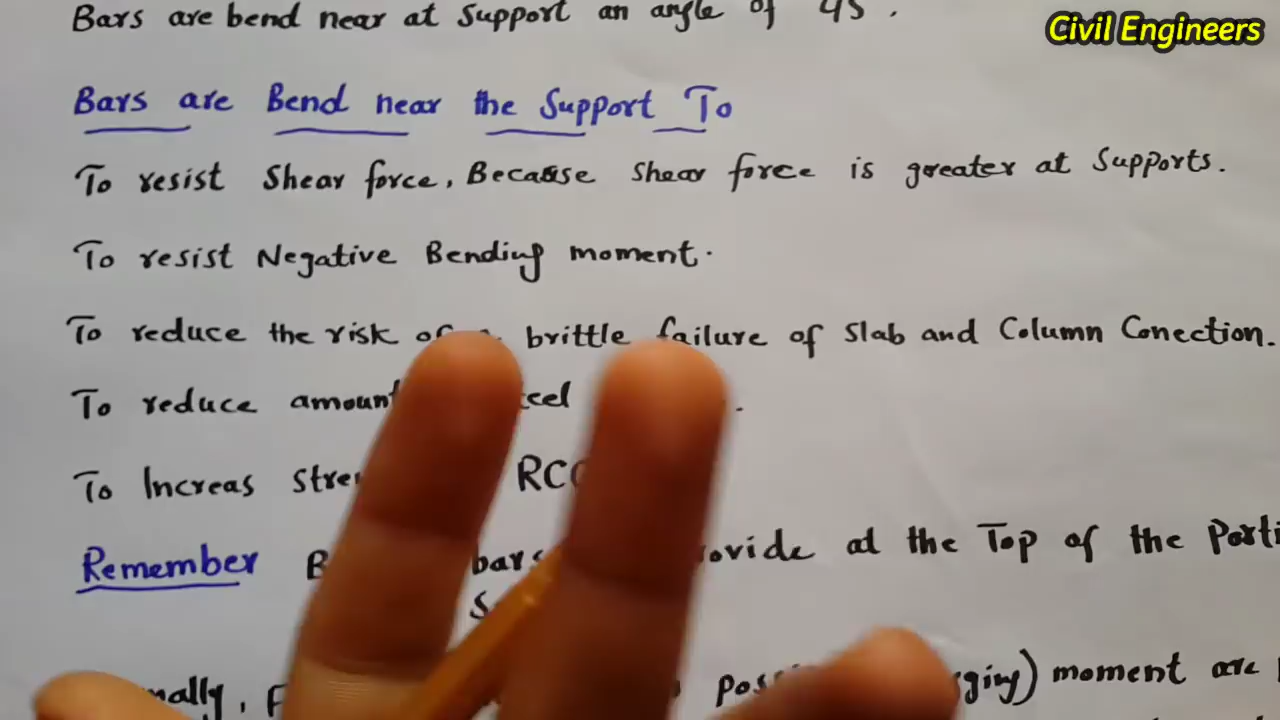 Bars are bend near at Support an angle of 45°.
Civil Engineers
Bars are Bend near the Support To
To resist Shear force, Because Shear force is greater at Supports.
To resist Negative Bending moment.
To reduce the risk of brittle failure of Slab and Column Conection.
To reduce amount
To Increas RCC
Remember bars at the Top of the
moment are